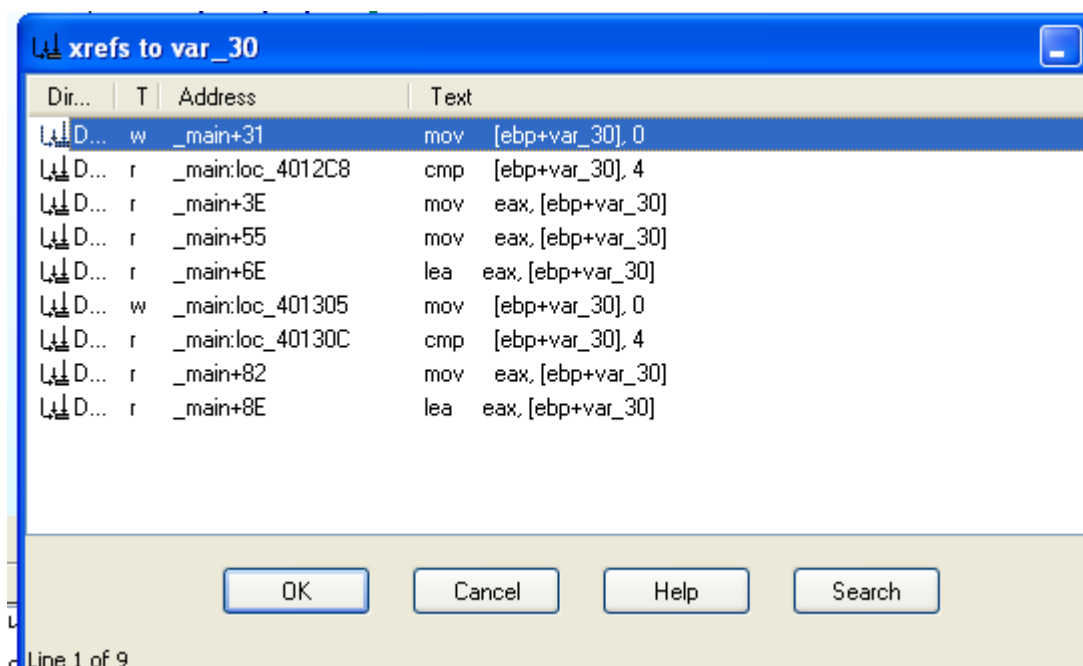 xrefs to var_30
Dir... T Address Text
D... w _main+31 mov [ebp+var_30], 0
D... r _main:loc_4012C8 cmp [ebp+var_30], 4
D... r _main+3E mov eax, [ebp+var_30]
D... r _main+55 mov eax, [ebp+var_30]
D... r _main+6E lea eax, [ebp+var_30]
D... w _main:loc_401305 mov [ebp+var_30], 0
D... r _main:loc_40130C cmp [ebp+var_30], 4
D... r _main+82 mov eax, [ebp+var_30]
D... r _main+8E lea eax, [ebp+var_30]
OK Cancel Help Search
Line 1 of 9